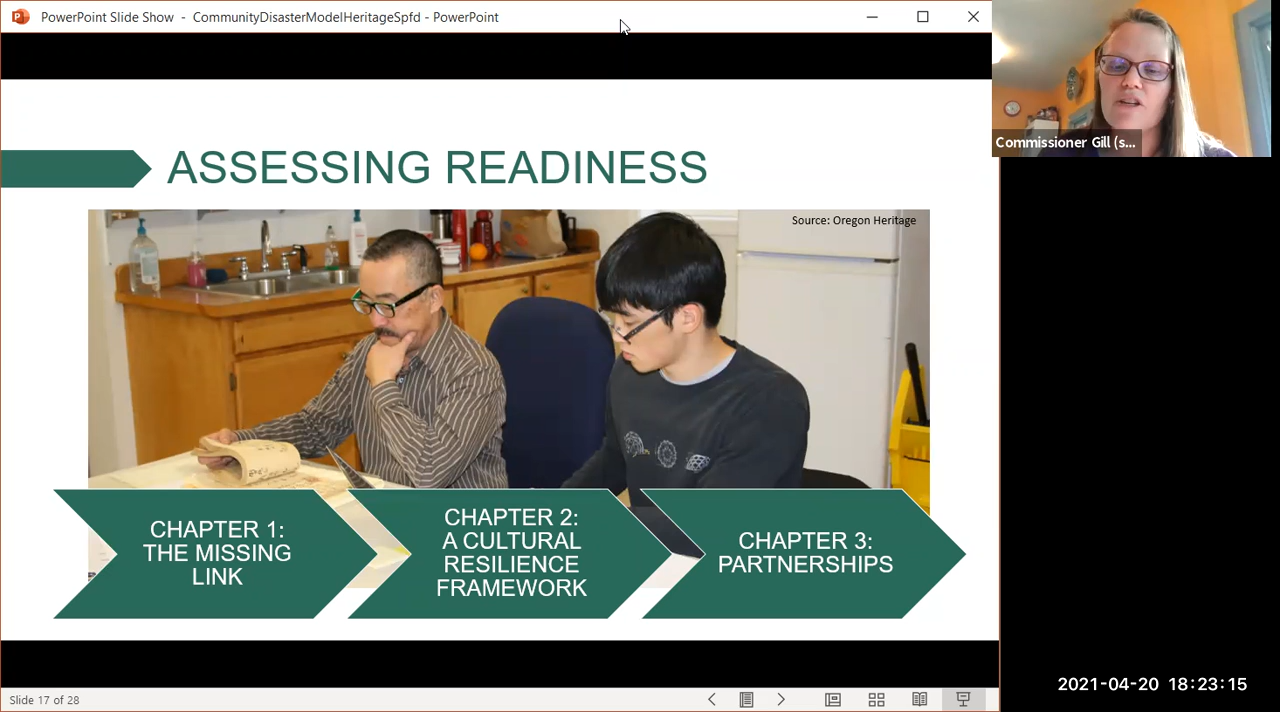 PowerPoint Slide Show - CommunityDisasterModelHeritageSpfd - PowerPoint
Commissioner Gill (s...
ASSESSING READINESS
Source: Oregon Heritage
CHAPTER 1:
THE MISSING
LINK
CHAPTER 2:
A CULTURAL
RESILIENCE
FRAMEWORK
CHAPTER 3:
PARTNERSHIPS
2021-04-20 18:23:15
Slide 17 of 28